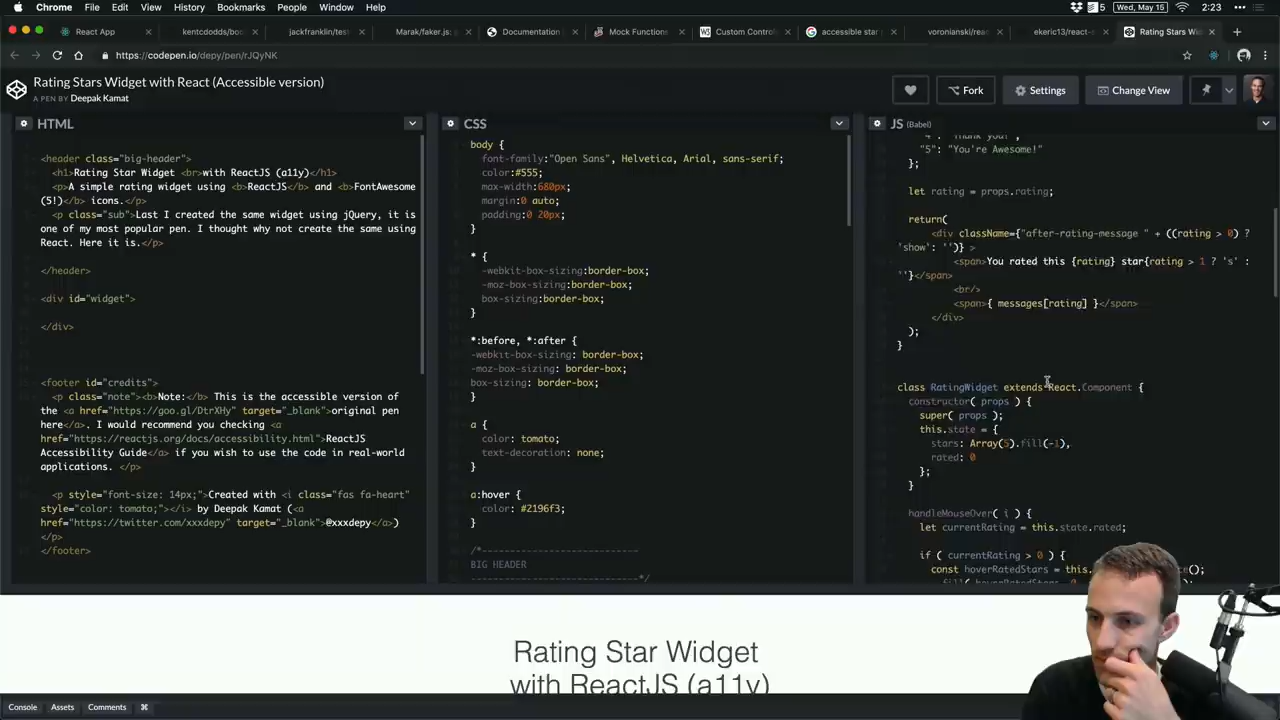 Chrome File Edit View History Bookmarks People Window Help
5 Wed, May 15 2:23
React App
kentcdodds/bo
jackfranklin/test
Marak/faker.js:
Documentation
Mock Functions
Custom Contro
accessible star
voronianski/rea
ekeric13/react-s
Rating Stars Wi
https://codepen.io/depy/pen/rJQyNK
Rating Stars Widget with React (Accessible version)
A PEN BY Deepak Kamat
Fork
Settings
Change View
HTML
<header class="big-header">
<h1>Rating Star Widget <br>with ReactJS (a11y)</h1>
<p>A simple rating widget using <b>ReactJS</b> and <b>FontAwesome
(5!)</b> icons.</p>
<p class="sub">Last I created the same widget using jQuery, it is
one of my most popular pen. I thought why not create the same using
React. Here it is.</p>
</header>
<div id="widget">
</div>
<footer id="credits">
<p class="note"><b>Note:</b> This is the accessible version of
the <a href="https://goo.gl/DtrXHy" target="_blank">original pen
here</a>. I would recommend you checking <a
href="https://reactjs.org/docs/accessibility.html">ReactJS
Accessibility Guide</a> if you wish to use the code in real-world
applications. </p>
<p style="font-size: 14px;">Created with <i class="fas fa-heart"
style="color: tomato;"></i> by Deepak Kamat (<a
href="https://twitter.com/xxxdepy" target="_blank">@xxxdepy</a>)
</p>
</footer>
CSS
body {
font-family:"Open Sans", Helvetica, Arial, sans-serif;
color:#555;
max-width:680px;
margin:0 auto;
padding:0 20px;
}
* {
-webkit-box-sizing:border-box;
-moz-box-sizing:border-box;
box-sizing:border-box;
}
*:before, *:after {
-webkit-box-sizing: border-box;
-moz-box-sizing: border-box;
box-sizing: border-box;
}
a {
color: tomato;
text-decoration: none;
}
a:hover {
color: #2196f3;
}
/*--------------------------
BIG HEADER
----------------------------*/
JS (Babel)
"4": "Thank you!",
"5": "You're Awesome!"
};
let rating = props.rating;
return(
<div className={"after-rating-message " + ((rating > 0) ?
'show': '')} >
<span>You rated this {rating} star{rating > 1 ? 's' :
''}</span>
<br/>
<span>{ messages[rating] }</span>
</div>
);
}
class RatingWidget extends React.Component {
constructor( props ) {
super( props );
this.state = {
stars: Array(5).fill(-1),
rated: 0
};
}
handleMouseOver( i ) {
let currentRating = this.state.rated;
if ( currentRating > 0 ) {
const hoverRatedStars = this.
Rating Star Widget
with ReactJS (a11y)
Console
Assets
Comments
⌘